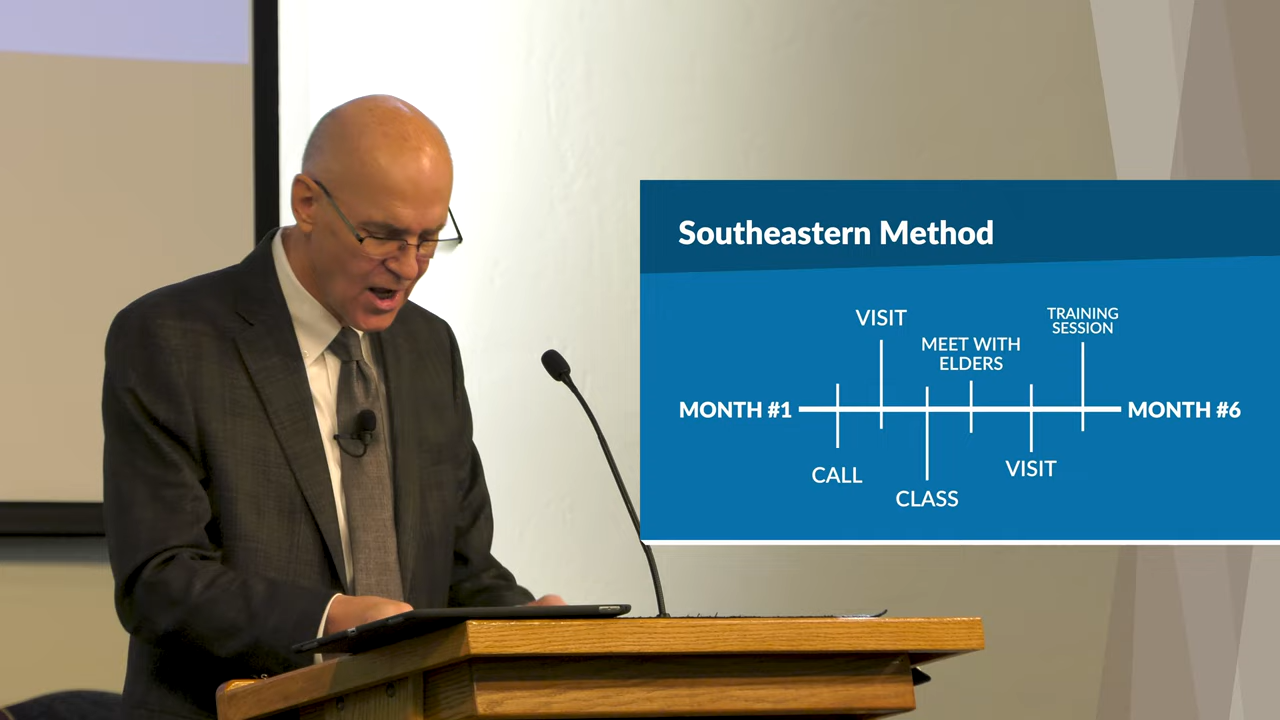 Southeastern Method
VISIT
TRAINING
SESSION
MEET WITH
ELDERS
MONTH #1
MONTH #6
CALL
VISIT
CLASS